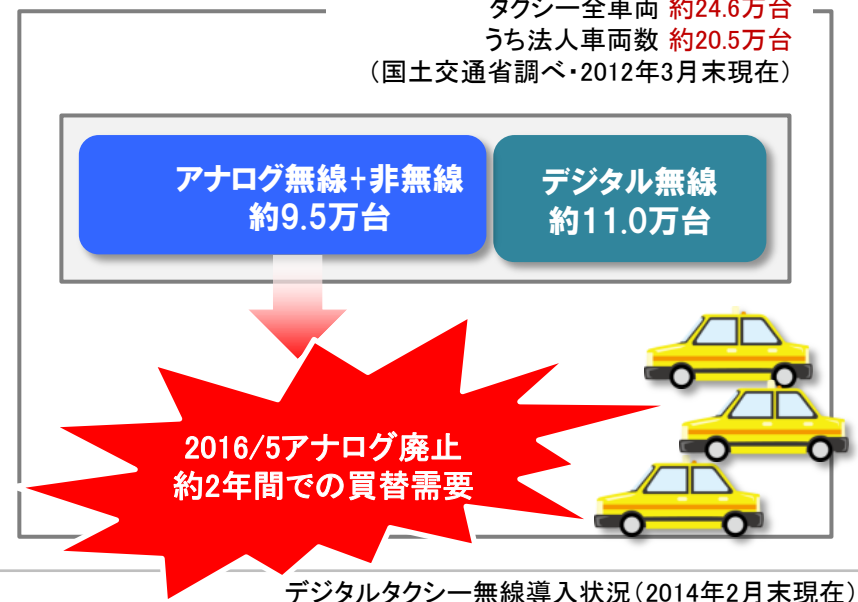 タクシー全車両 約24.6万台
うち法人車両数 約20.5万台
（国土交通省調べ・2012年3月末現在）
アナログ無線+非無線
約9.5万台
デジタル無線
約11.0万台
2016/5アナログ廃止
約2年間での買替需要
デジタルタクシー無線導入状況（2014年2月末現在）